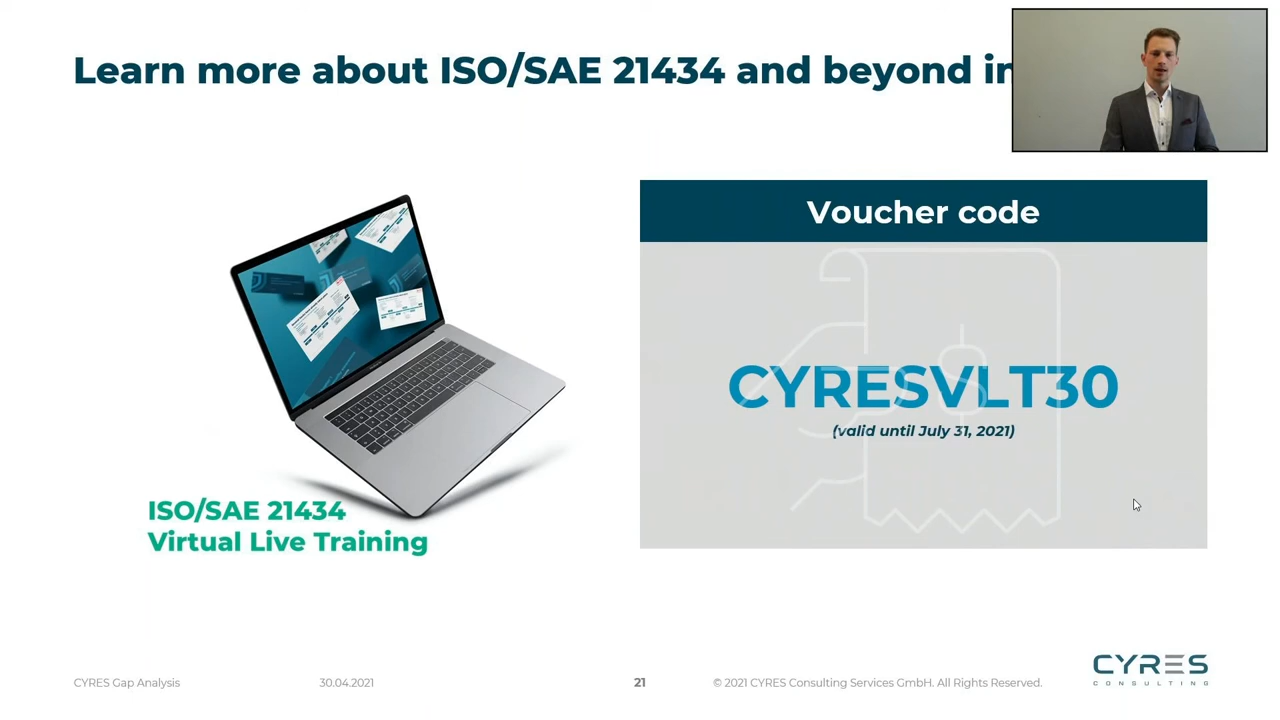 Learn more about ISO/SAE 21434 and beyond in
Voucher code
CYRESVLT30
(valid until July 31, 2021)
ISO/SAE 21434
Virtual Live Training
CYRES
CONSULTING
CYRES Gap Analysis
30.04.2021
21
© 2021 CYRES Consulting Services GmbH. All Rights Reserved.